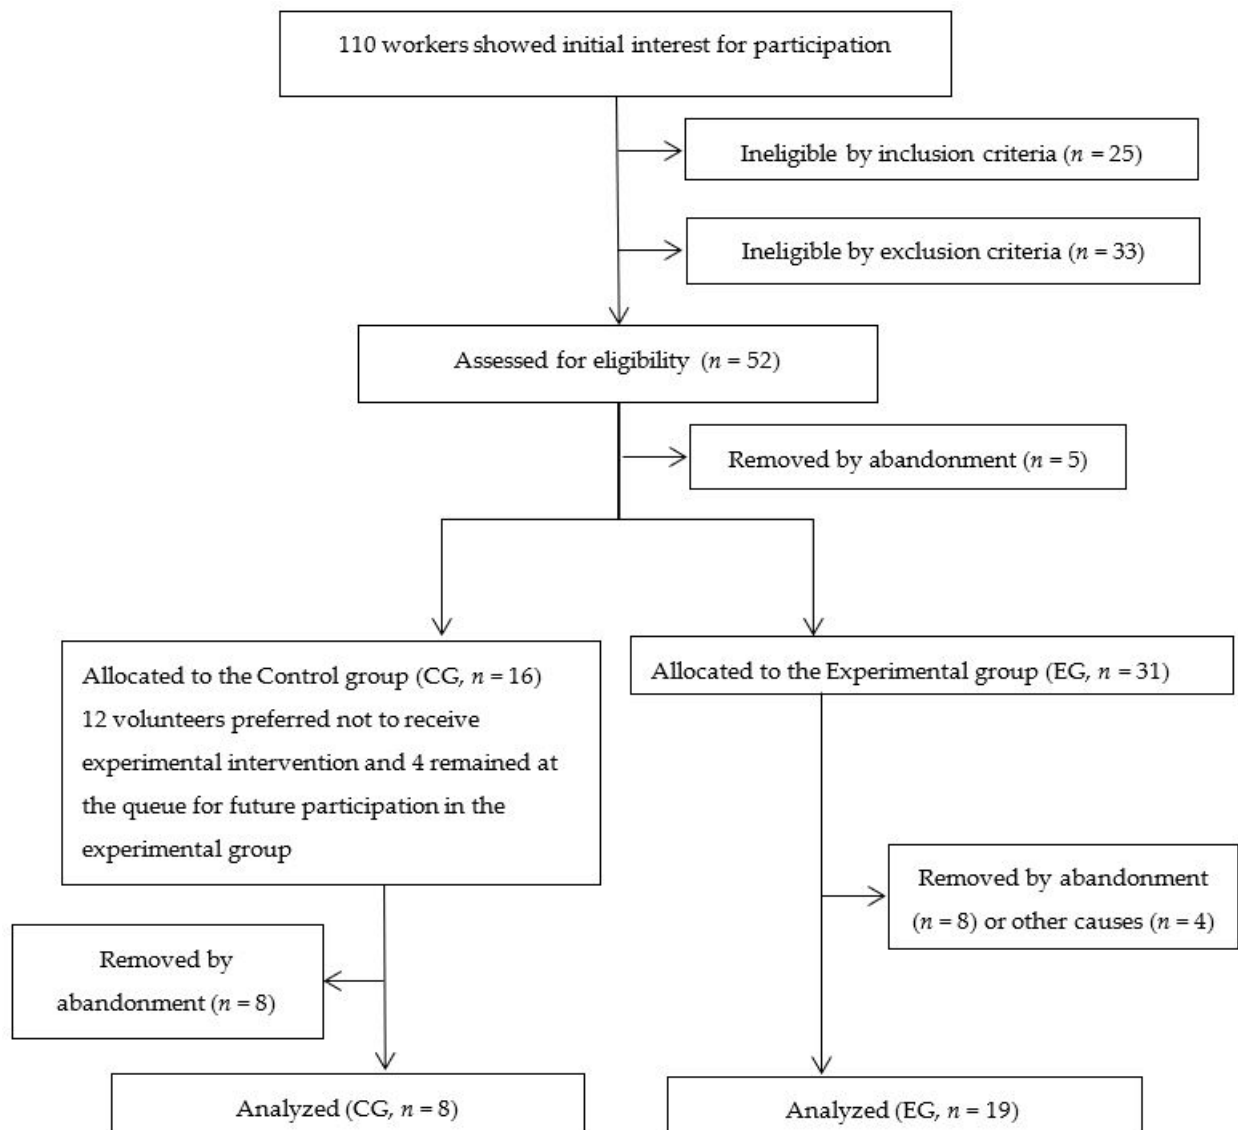 110 workers showed initial interest for participation
Ineligible by inclusion criteria (n = 25)
Ineligible by exclusion criteria (n = 33)
Assessed for eligibility (n = 52)
Removed by abandonment (n = 5)
Allocated to the Control group (CG, n = 16)
12 volunteers preferred not to receive
experimental intervention and 4 remained at
the queue for future participation in the
experimental group
Allocated to the Experimental group (EG, n = 31)
Removed by abandonment
(n = 8) or other causes (n = 4)
Removed by
abandonment (n = 8)
Analyzed (CG, n = 8)
Analyzed (EG, n = 19)